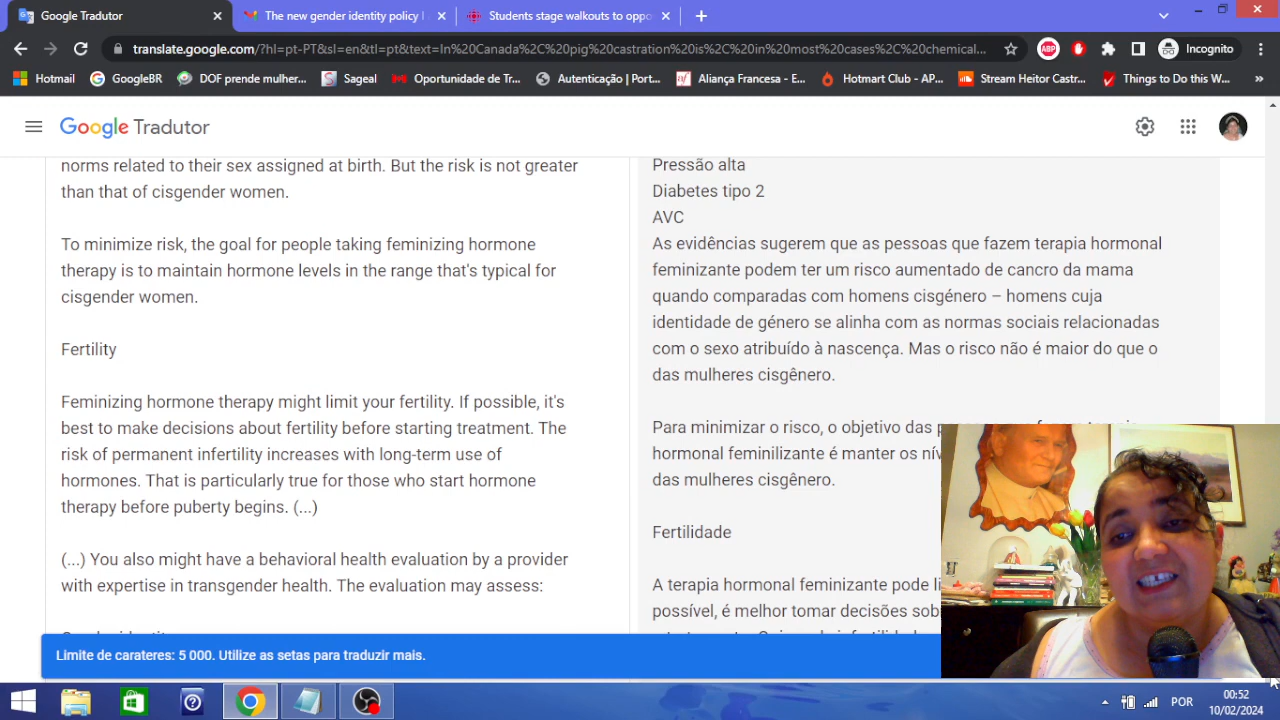 Google Tradutor
The new gender identity policy
Students stage walkouts to oppo
translate.google.com/?hl=pt-PT&sl=en&tl=pt&text=In%20Canada%2C%20pig%20castration%20is%2C%20in%20most%20cases%20chemical...
ABP
Incognito
Hotmail
GoogleBR
DOF prende mulher...
Sageal
Oportunidade de Tr...
Autenticação | Port...
Aliança Francesa - E...
Hotmart Club - AP...
Stream Heitor Castr...
Things to Do this W...
»
Google Tradutor
norms related to their sex assigned at birth. But the risk is not greater
than that of cisgender women.
To minimize risk, the goal for people taking feminizing hormone
therapy is to maintain hormone levels in the range that's typical for
cisgender women.
Fertility
Feminizing hormone therapy might limit your fertility. If possible, it's
best to make decisions about fertility before starting treatment. The
risk of permanent infertility increases with long-term use of
hormones. That is particularly true for those who start hormone
therapy before puberty begins. (...)
(...) You also might have a behavioral health evaluation by a provider
with expertise in transgender health. The evaluation may assess:
Pressão alta
Diabetes tipo 2
AVC
As evidências sugerem que as pessoas que fazem terapia hormonal
feminizante podem ter um risco aumentado de cancro da mama
quando comparadas com homens cisgénero – homens cuja
identidade de género se alinha com as normas sociais relacionadas
com o sexo atribuído à nascença. Mas o risco não é maior do que o
das mulheres cisgênero.
Para minimizar o risco, o objetivo das
hormonal feminilizante é manter os
das mulheres cisgênero.
Fertilidade
A terapia hormonal feminizante pode
possível, é melhor tomar decisões
Limite de carateres: 5 000. Utilize as setas para traduzir mais.
POR
00:52
10/02/2024